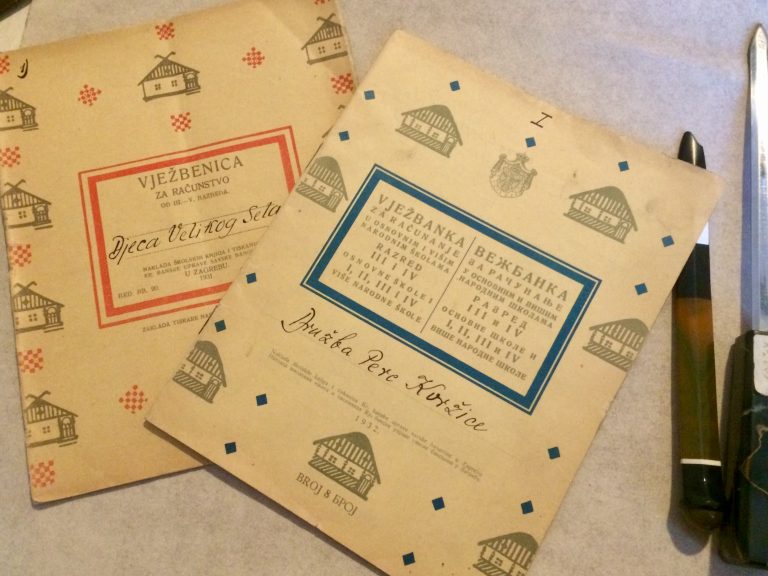 VJEŽBENICA
ZA RAČUNSTVO
OD III.—V. RAZREDA.
Djeca Velikog Sela
NAKLADA ŠKOLSKIH KNJIGA I TISKANICA
KR. BANSKE UPRAVE SAVSKE
U ZAGREBU
1931
RED. BR. 20.
I
VJEŽBANKA
ZA RAČUNANJE
U OSNOVNIM I VIŠIM
NARODNIM ŠKOLAMA
RAZRED
III i IV
OSNOVNE ŠKOLE I
I, II, III i IV
VIŠE NARODNE ŠKOLE
ВЕЖБАНКА
ЗА РАЧУНАЊЕ
У ОСНОВНИМ И ВИШИМ
НАРОДНИМ ШКОЛАМА
РАЗРЕД
III и IV
ОСНОВНЕ ШКОЛЕ И
I, II, III и IV
ВИШЕ НАРОДНЕ ШКОЛЕ
Družba Pere Kvržice
1932.
BROJ 8 БРОЈ